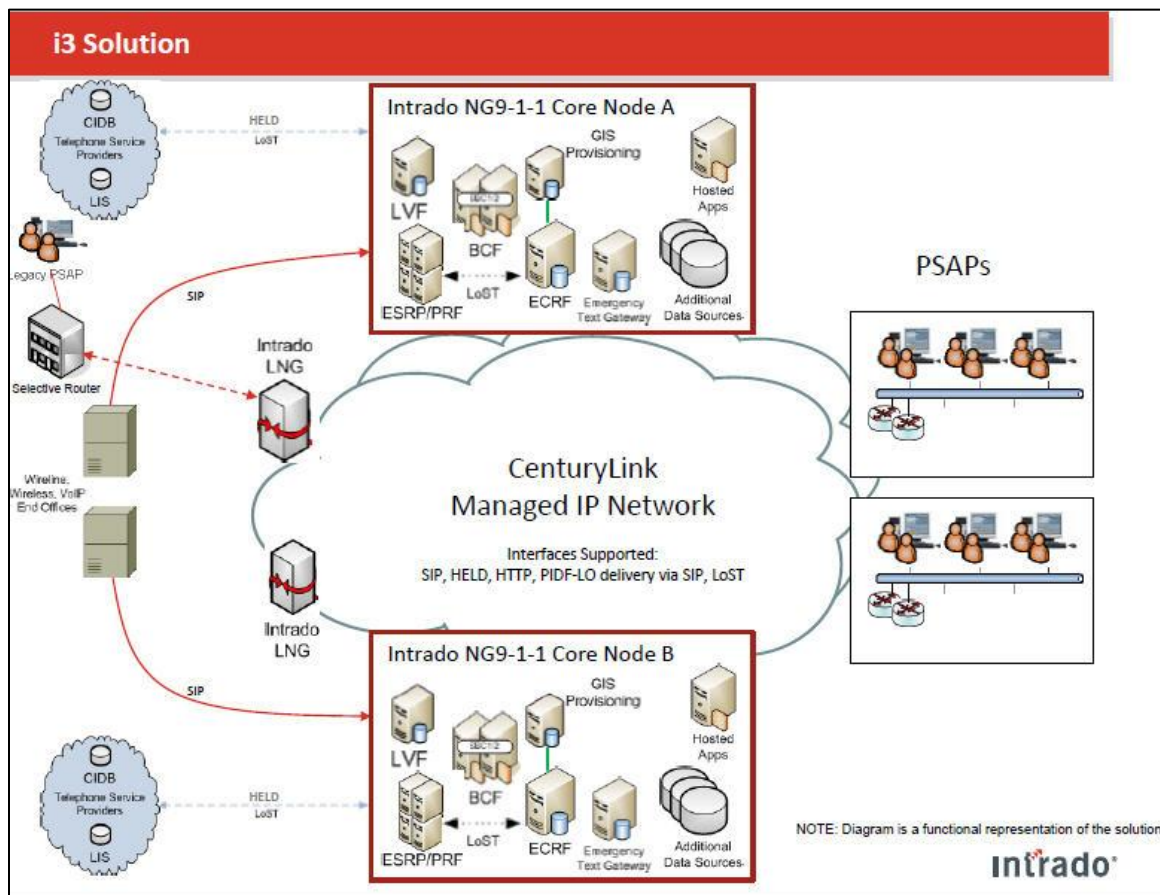 i3 Solution
CIDB
Telephone Service
Providers
LIS
HELD
LoST
Legacy PSAP
Selective Router
SIP
Wireline,
Wireless, VoIP
End Offices
SIP
Intrado NG9-1-1 Core Node A
GIS
Provisioning
Hosted
Apps
LVF
BCF
ESRP/PRF
LoST
ECRF
Emergency
Text Gateway
Additional
Data Sources
Intrado
LNG
CenturyLink
Managed IP Network
Interfaces Supported:
SIP, HELD, HTTP, PIDF-LO delivery via SIP, LoST
Intrado
LNG
PSAPs
Intrado NG9-1-1 Core Node B
GIS
Provisioning
Hosted
Apps
LVF
BCF
ESRP/PRF
LoST
ECRF
Emergency
Text Gateway
Additional
Data Sources
CIDB
Telephone Service
Providers
LIS
HELD
LoST
NOTE: Diagram is a functional representation of the solution
intrado